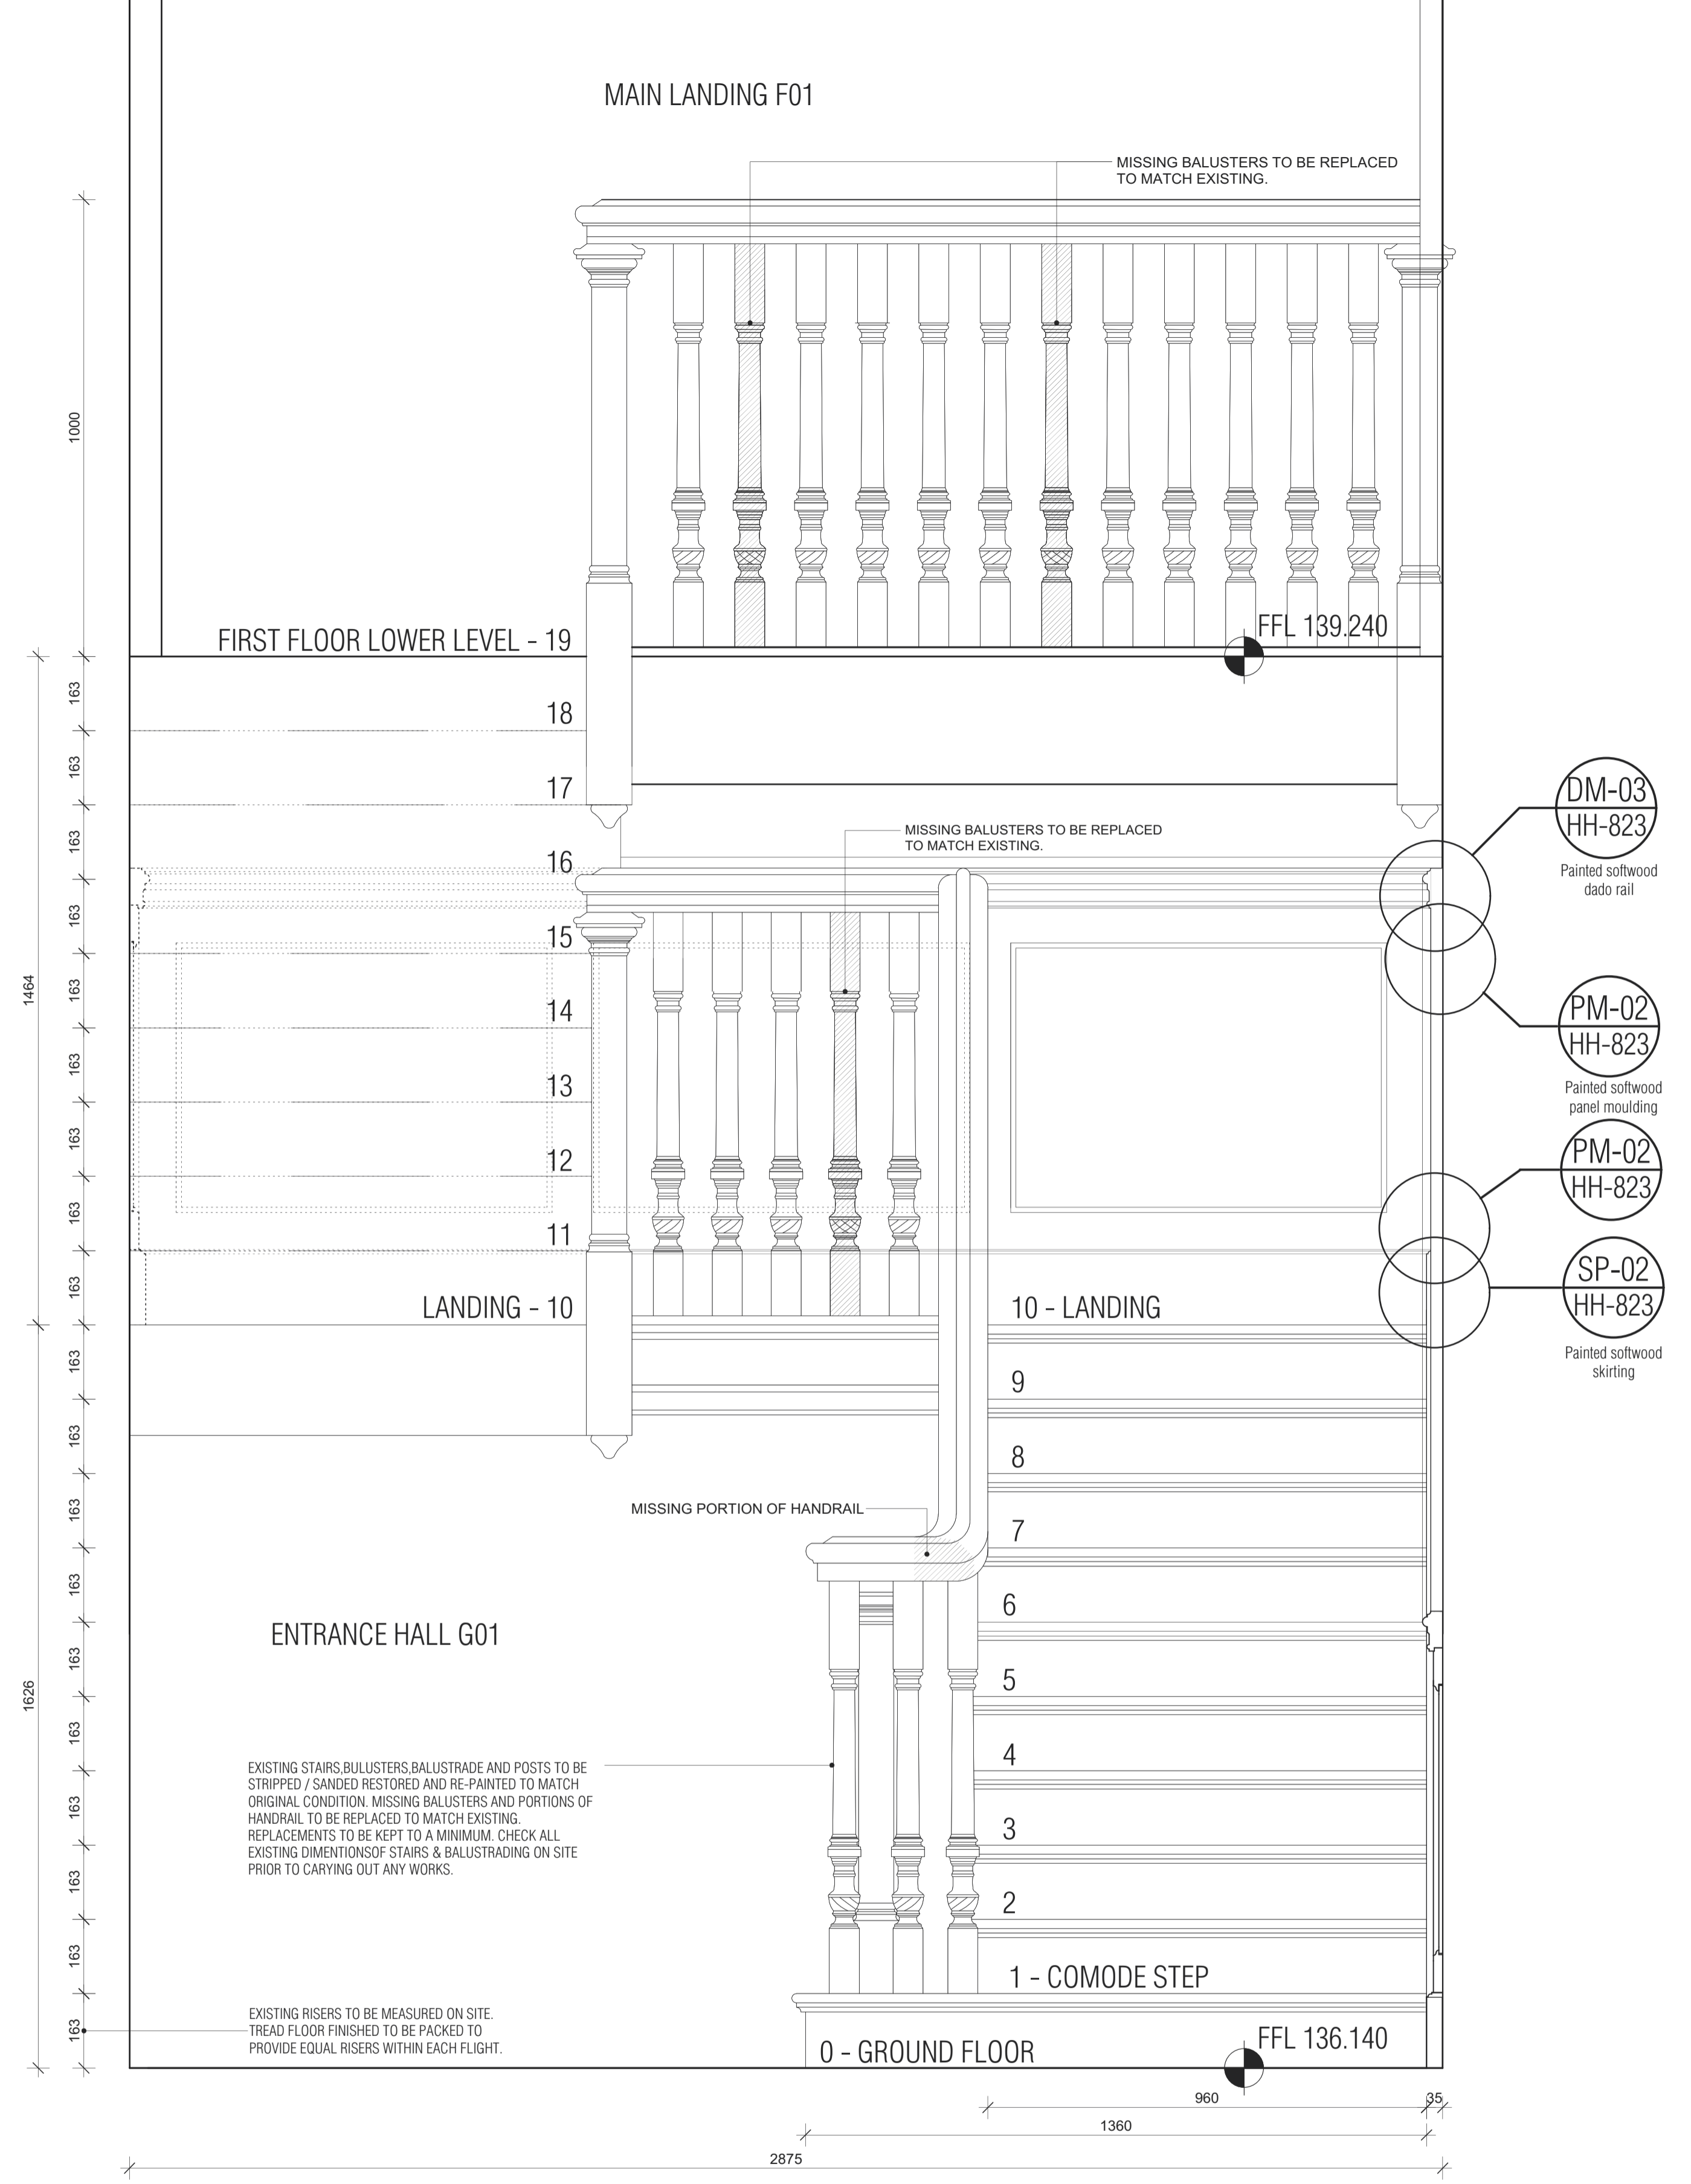 MAIN LANDING F01
MISSING BALUSTERS TO BE REPLACED
TO MATCH EXISTING.
1000
FIRST FLOOR LOWER LEVEL - 19
FFL 139.240
163
18
163
17
163
16
163
15
163
14
163
13
163
12
163
11
163
1464
MISSING BALUSTERS TO BE REPLACED
TO MATCH EXISTING.
DM-03
HH-823
Painted softwood
dado rail
PM-02
HH-823
Painted softwood
panel moulding
PM-02
HH-823
SP-02
HH-823
Painted softwood
skirting
LANDING - 10
10 - LANDING
163
9
163
8
163
7
163
6
163
5
163
4
163
3
163
2
163
1 - COMODE STEP
163
1626
MISSING PORTION OF HANDRAIL
ENTRANCE HALL G01
EXISTING STAIRS,BULUSTERS,BALUSTRADE AND POSTS TO BE
STRIPPED / SANDED RESTORED AND RE-PAINTED TO MATCH
ORIGINAL CONDITION. MISSING BALUSTERS AND PORTIONS OF
HANDRAIL TO BE REPLACED TO MATCH EXISTING.
REPLACEMENTS TO BE KEPT TO A MINIMUM. CHECK ALL
EXISTING DIMENTIONSOF STAIRS & BALUSTRADING ON SITE
PRIOR TO CARYING OUT ANY WORKS.
EXISTING RISERS TO BE MEASURED ON SITE.
TREAD FLOOR FINISHED TO BE PACKED TO
PROVIDE EQUAL RISERS WITHIN EACH FLIGHT.
0 - GROUND FLOOR
FFL 136.140
960
35
1360
2875